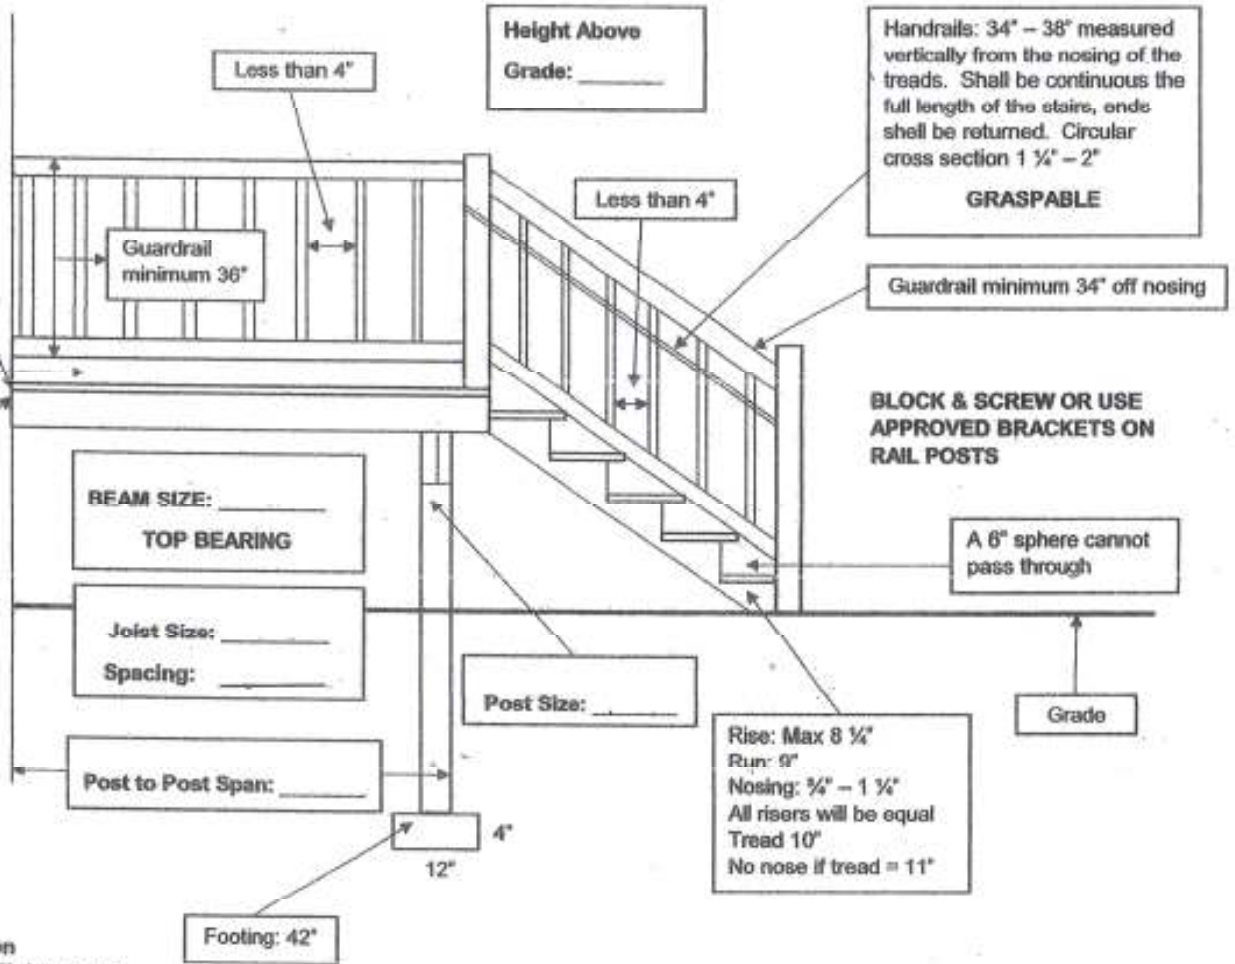 Height Above
Grade: ______
Less than 4"
Handrails: 34" – 38" measured
vertically from the nosing of the
treads. Shall be continuous the
full length of the stairs, ends
shell be returned. Circular
cross section 1 ¼" – 2"
GRASPABLE
Less than 4"
Guardrail
minimum 36"
Guardrail minimum 34" off nosing
BLOCK & SCREW OR USE
APPROVED BRACKETS ON
RAIL POSTS
BEAM SIZE: ______
TOP BEARING
A 6" sphere cannot
pass through
Joist Size: ______
Spacing: ______
Post Size: ______
Grade
Rise: Max 8 ¼"
Run: 9"
Nosing: ¾" – 1 ¼"
All risers will be equal
Tread 10"
No nose if tread = 11"
Post to Post Span: ______
4"
12"
Footing: 42"